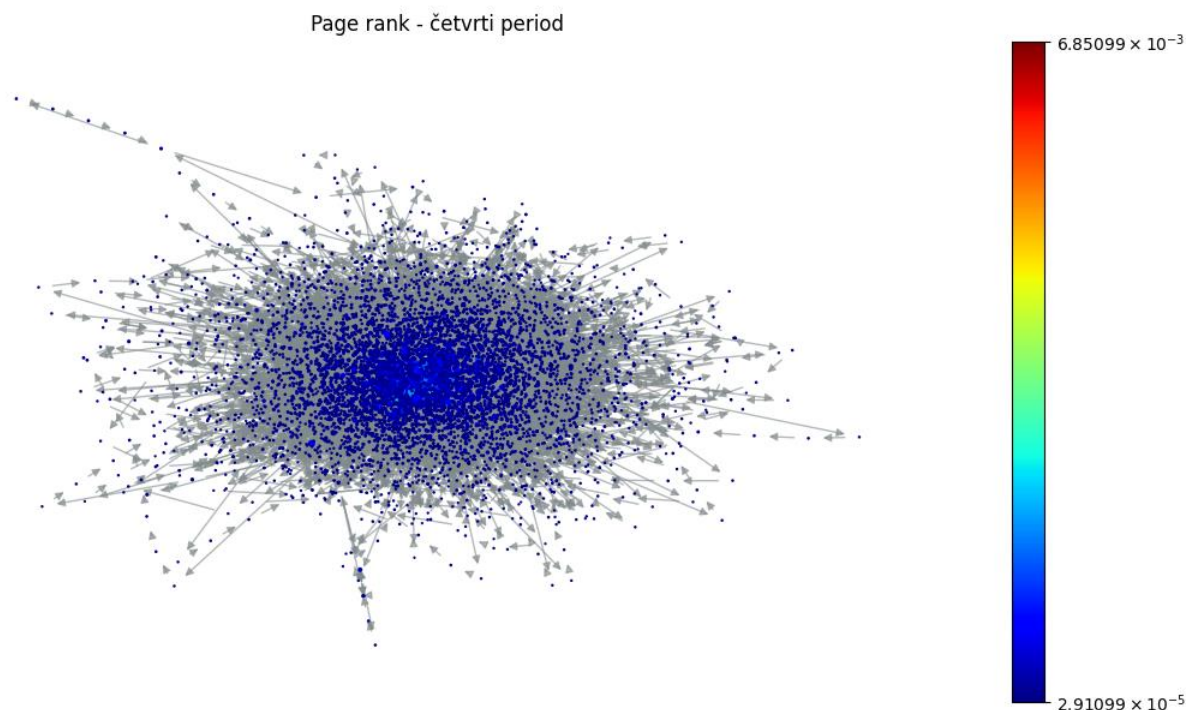 Page rank - četvrti period
6.85099 × 10⁻³
2.91099 × 10⁻⁵